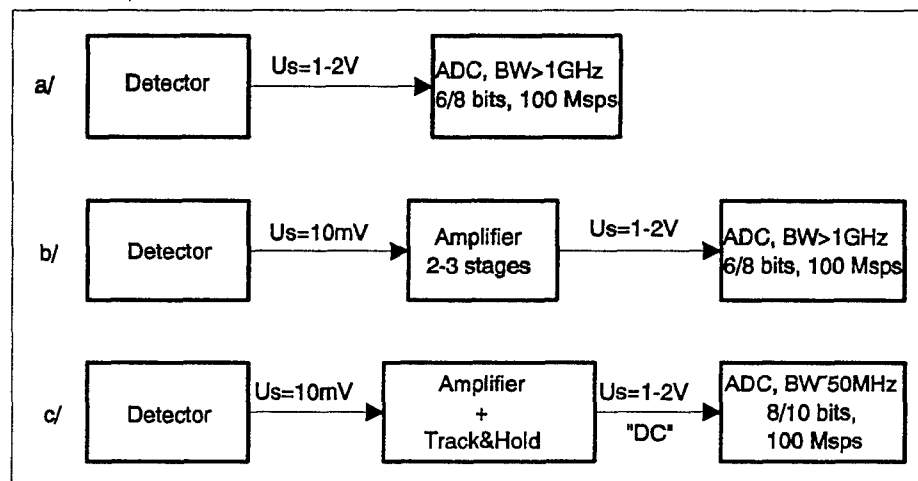 a/
Detector
Us=1-2V
ADC, BW>1GHz
6/8 bits, 100 Msps
b/
Detector
Us=10mV
Amplifier
2-3 stages
Us=1-2V
ADC, BW>1GHz
6/8 bits, 100 Msps
c/
Detector
Us=10mV
Amplifier
+
Track&Hold
Us=1-2V
"DC"
ADC, BW~50MHz
8/10 bits,
100 Msps